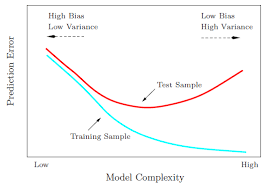 High Bias
Low Variance
Low Bias
High Variance
Prediction Error
Test Sample
Training Sample
Low
High
Model Complexity